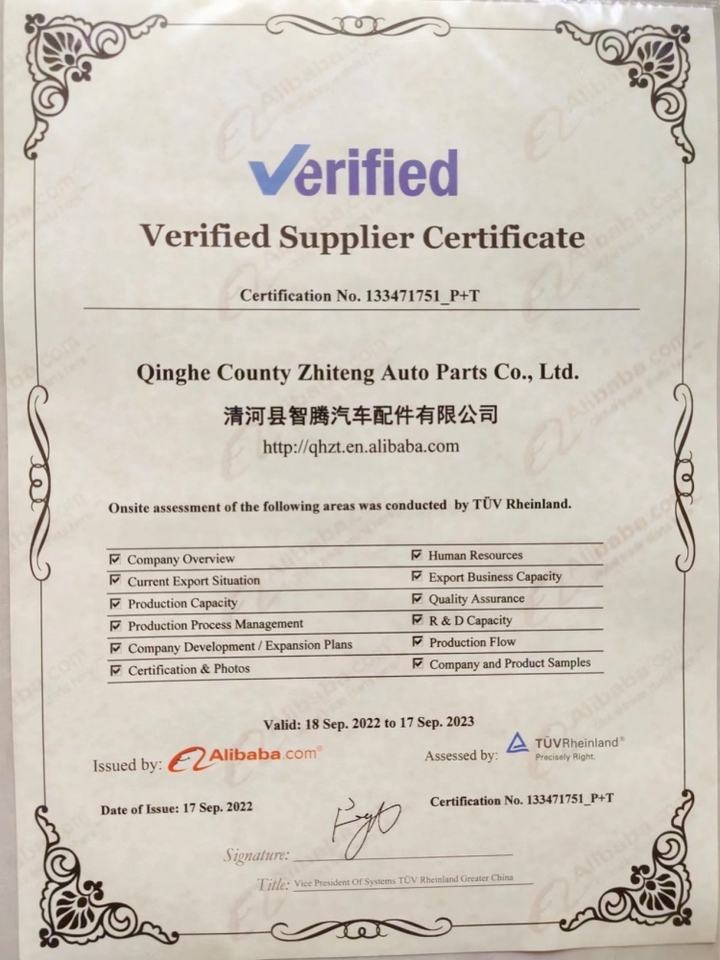 Verified
Verified Supplier Certificate
Certification No. 133471751_P+T
Qinghe County Zhiteng Auto Parts Co., Ltd.
清河县智腾汽车配件有限公司
http://qhzt.en.alibaba.com
Onsite assessment of the following areas was conducted by TÜV Rheinland.
Company Overview
Human Resources
Current Export Situation
Export Business Capacity
Production Capacity
Quality Assurance
Production Process Management
R & D Capacity
Company Development / Expansion Plans
Production Flow
Certification & Photos
Company and Product Samples
Valid: 18 Sep. 2022 to 17 Sep. 2023
Issued by: Alibaba.com®
Assessed by: TÜVRheinland®
Precisely Right.
Date of Issue: 17 Sep. 2022
Certification No. 133471751_P+T
Signature:
Title: Vice President Of Systems TÜV Rheinland Greater China